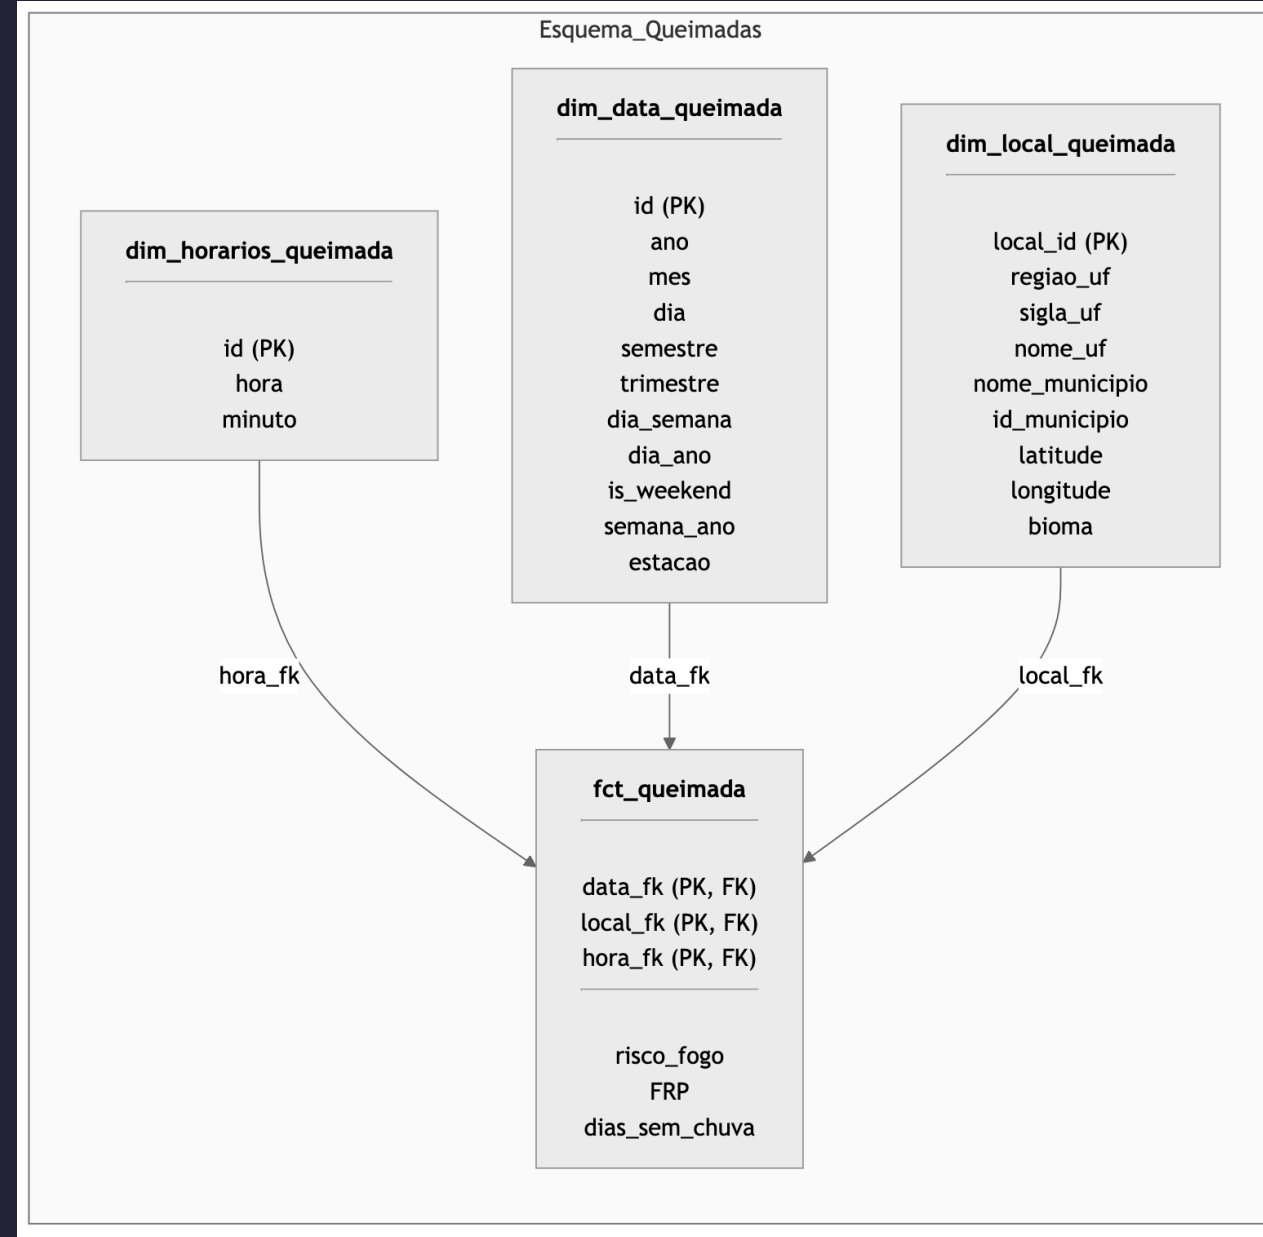 Esquema_Queimadas
dim_horarios_queimada
id (PK)
hora
minuto
dim_data_queimada
id (PK)
ano
mes
dia
semestre
trimestre
dia_semana
dia_ano
is_weekend
semana_ano
estacao
dim_local_queimada
local_id (PK)
regiao_uf
sigla_uf
nome_uf
nome_municipio
id_municipio
latitude
longitude
bioma
hora_fk
data_fk
local_fk
fct_queimada
data_fk (PK, FK)
local_fk (PK, FK)
hora_fk (PK, FK)
risco_fogo
FRP
dias_sem_chuva